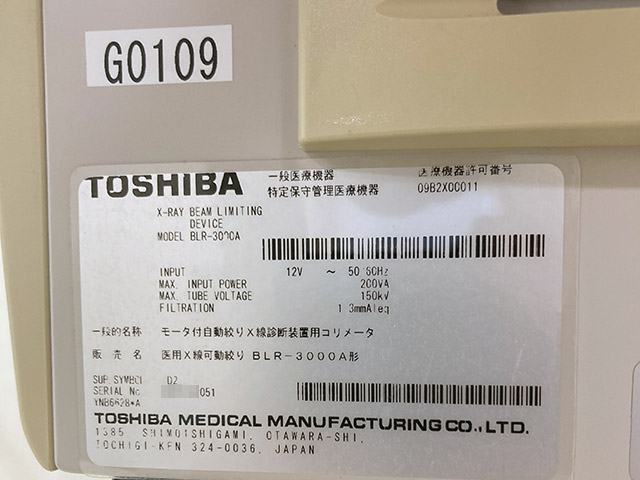 G0109
TOSHIBA
一般医療機器 医療機器許可番号
特定保守管理医療機器 09B2X00011
X-RAY BEAM LIMITING
DEVICE
MODEL BLR-3000A
INPUT 12V ~ 50/60Hz
MAX. INPUT POWER 200VA
MAX. TUBE VOLTAGE 150kV
FILTRATION 1.3mmAleq
一般的名称 モータ付自動絞りX線診断装置用コリメータ
販売名 医用X線可動絞り BLR-3000A形
SUP.SYMBOL D2
SERIAL No. 051
YNB6628*A
TOSHIBA MEDICAL MANUFACTURING CO., LTD.
1385, SHIMOISHIGAMI, OTAWARA-SHI,
TOCHIGI-KEN 324-0036, JAPAN